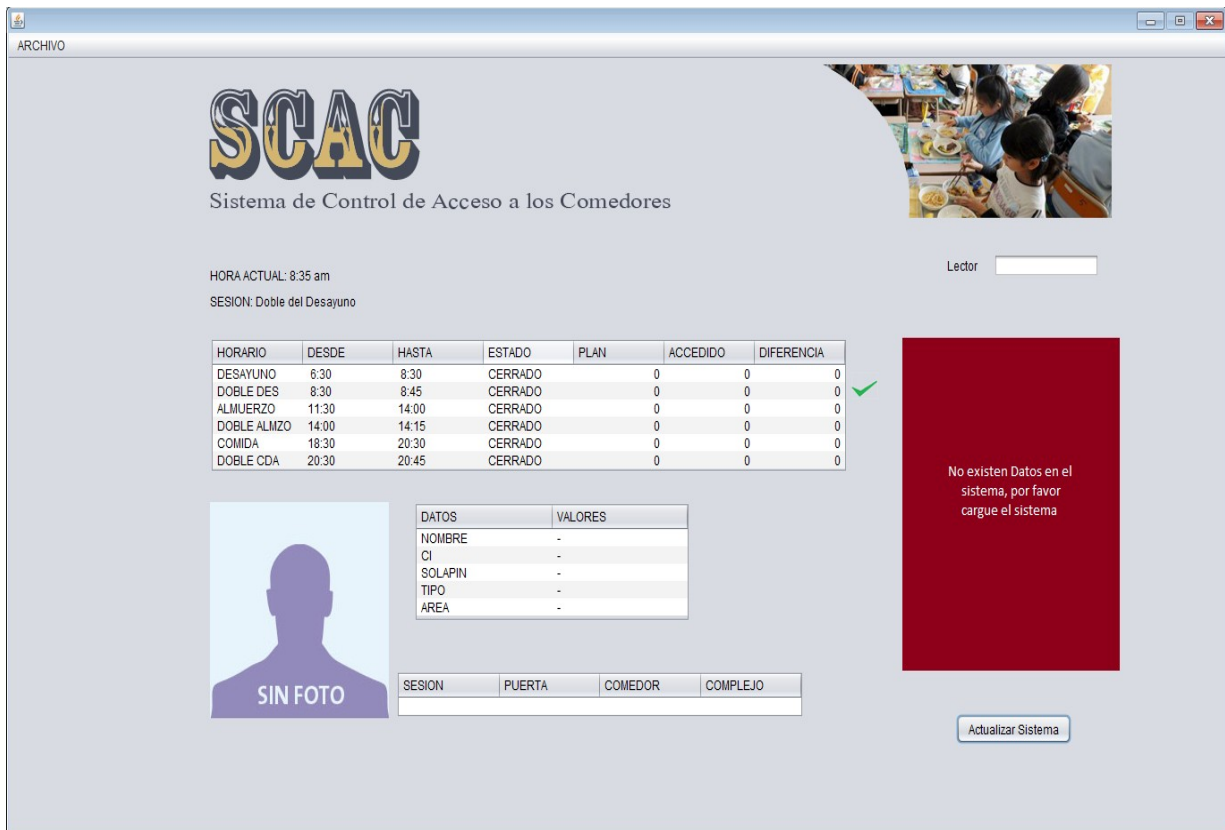 ARCHIVO
SCAC
Sistema de Control de Acceso a los Comedores
Lector
HORA ACTUAL: 8:35 am
SESION: Doble del Desayuno
HORARIO DESDE HASTA ESTADO PLAN ACCEDIDO DIFERENCIA
DESAYUNO 6:30 8:30 CERRADO 0 0 0
DOBLE DES 8:30 8:45 CERRADO 0 0 0
ALMUERZO 11:30 14:00 CERRADO 0 0 0
DOBLE ALMZO 14:00 14:15 CERRADO 0 0 0
COMIDA 18:30 20:30 CERRADO 0 0 0
DOBLE CDA 20:30 20:45 CERRADO 0 0 0
No existen Datos en el
sistema, por favor
cargue el sistema
DATOS VALORES
NOMBRE -
CI -
SOLAPIN -
TIPO -
AREA -
SIN FOTO
SESION PUERTA COMEDOR COMPLEJO
Actualizar Sistema